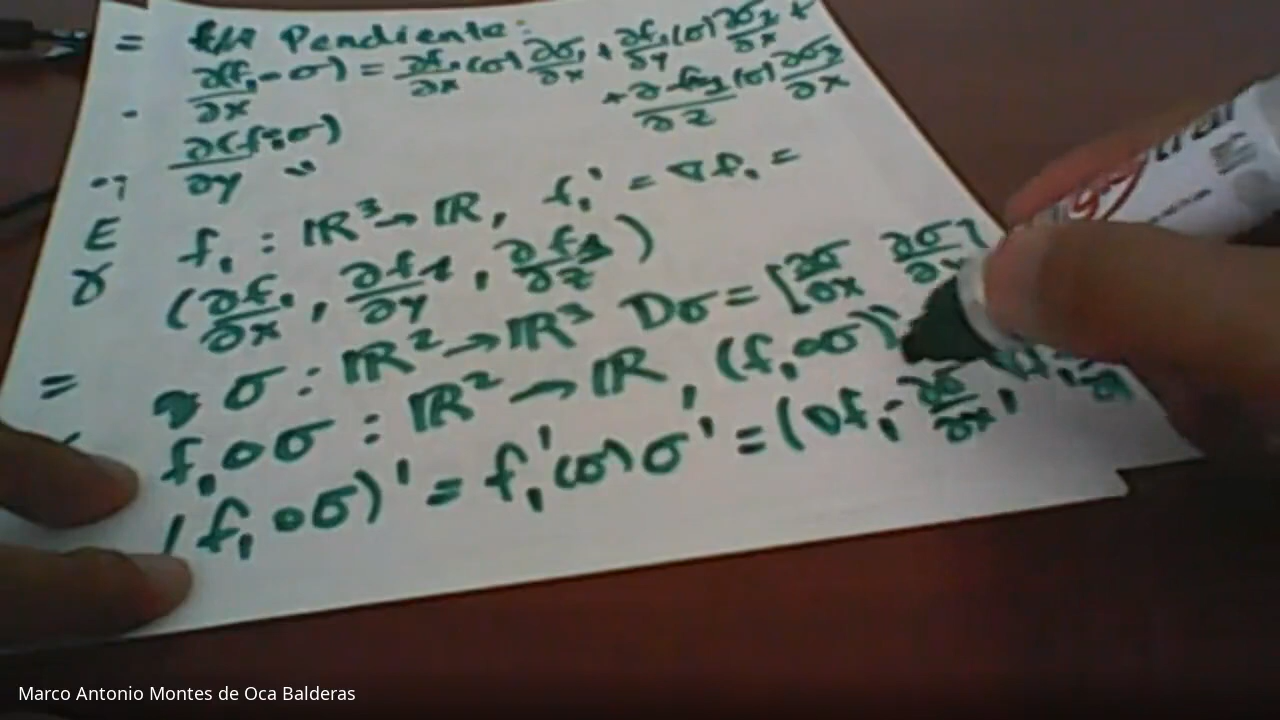 = Pendiente:
∂(f₁∘σ)/∂x = ∂f₁/∂x (σ) ∂σ₁/∂x + ∂f₁/∂y (σ) ∂σ₂/∂x +
+ ∂f₁/∂z (σ) ∂σ₃/∂x
∂(f₁∘σ)/∂y "
E f₁ : ℝ³→ℝ, f₁' = ∇f₁ =
(∂f₁/∂x, ∂f₁/∂y, ∂f₁/∂z)
= σ : ℝ²→ℝ³ Dσ = [∂σ/∂x ∂σ/∂y
f₁∘σ : ℝ²→ℝ, (f₁∘σ)
(f₁∘σ)' = f₁'(σ)σ' = (∇f₁·∂σ/∂x,
Marco Antonio Montes de Oca Balderas